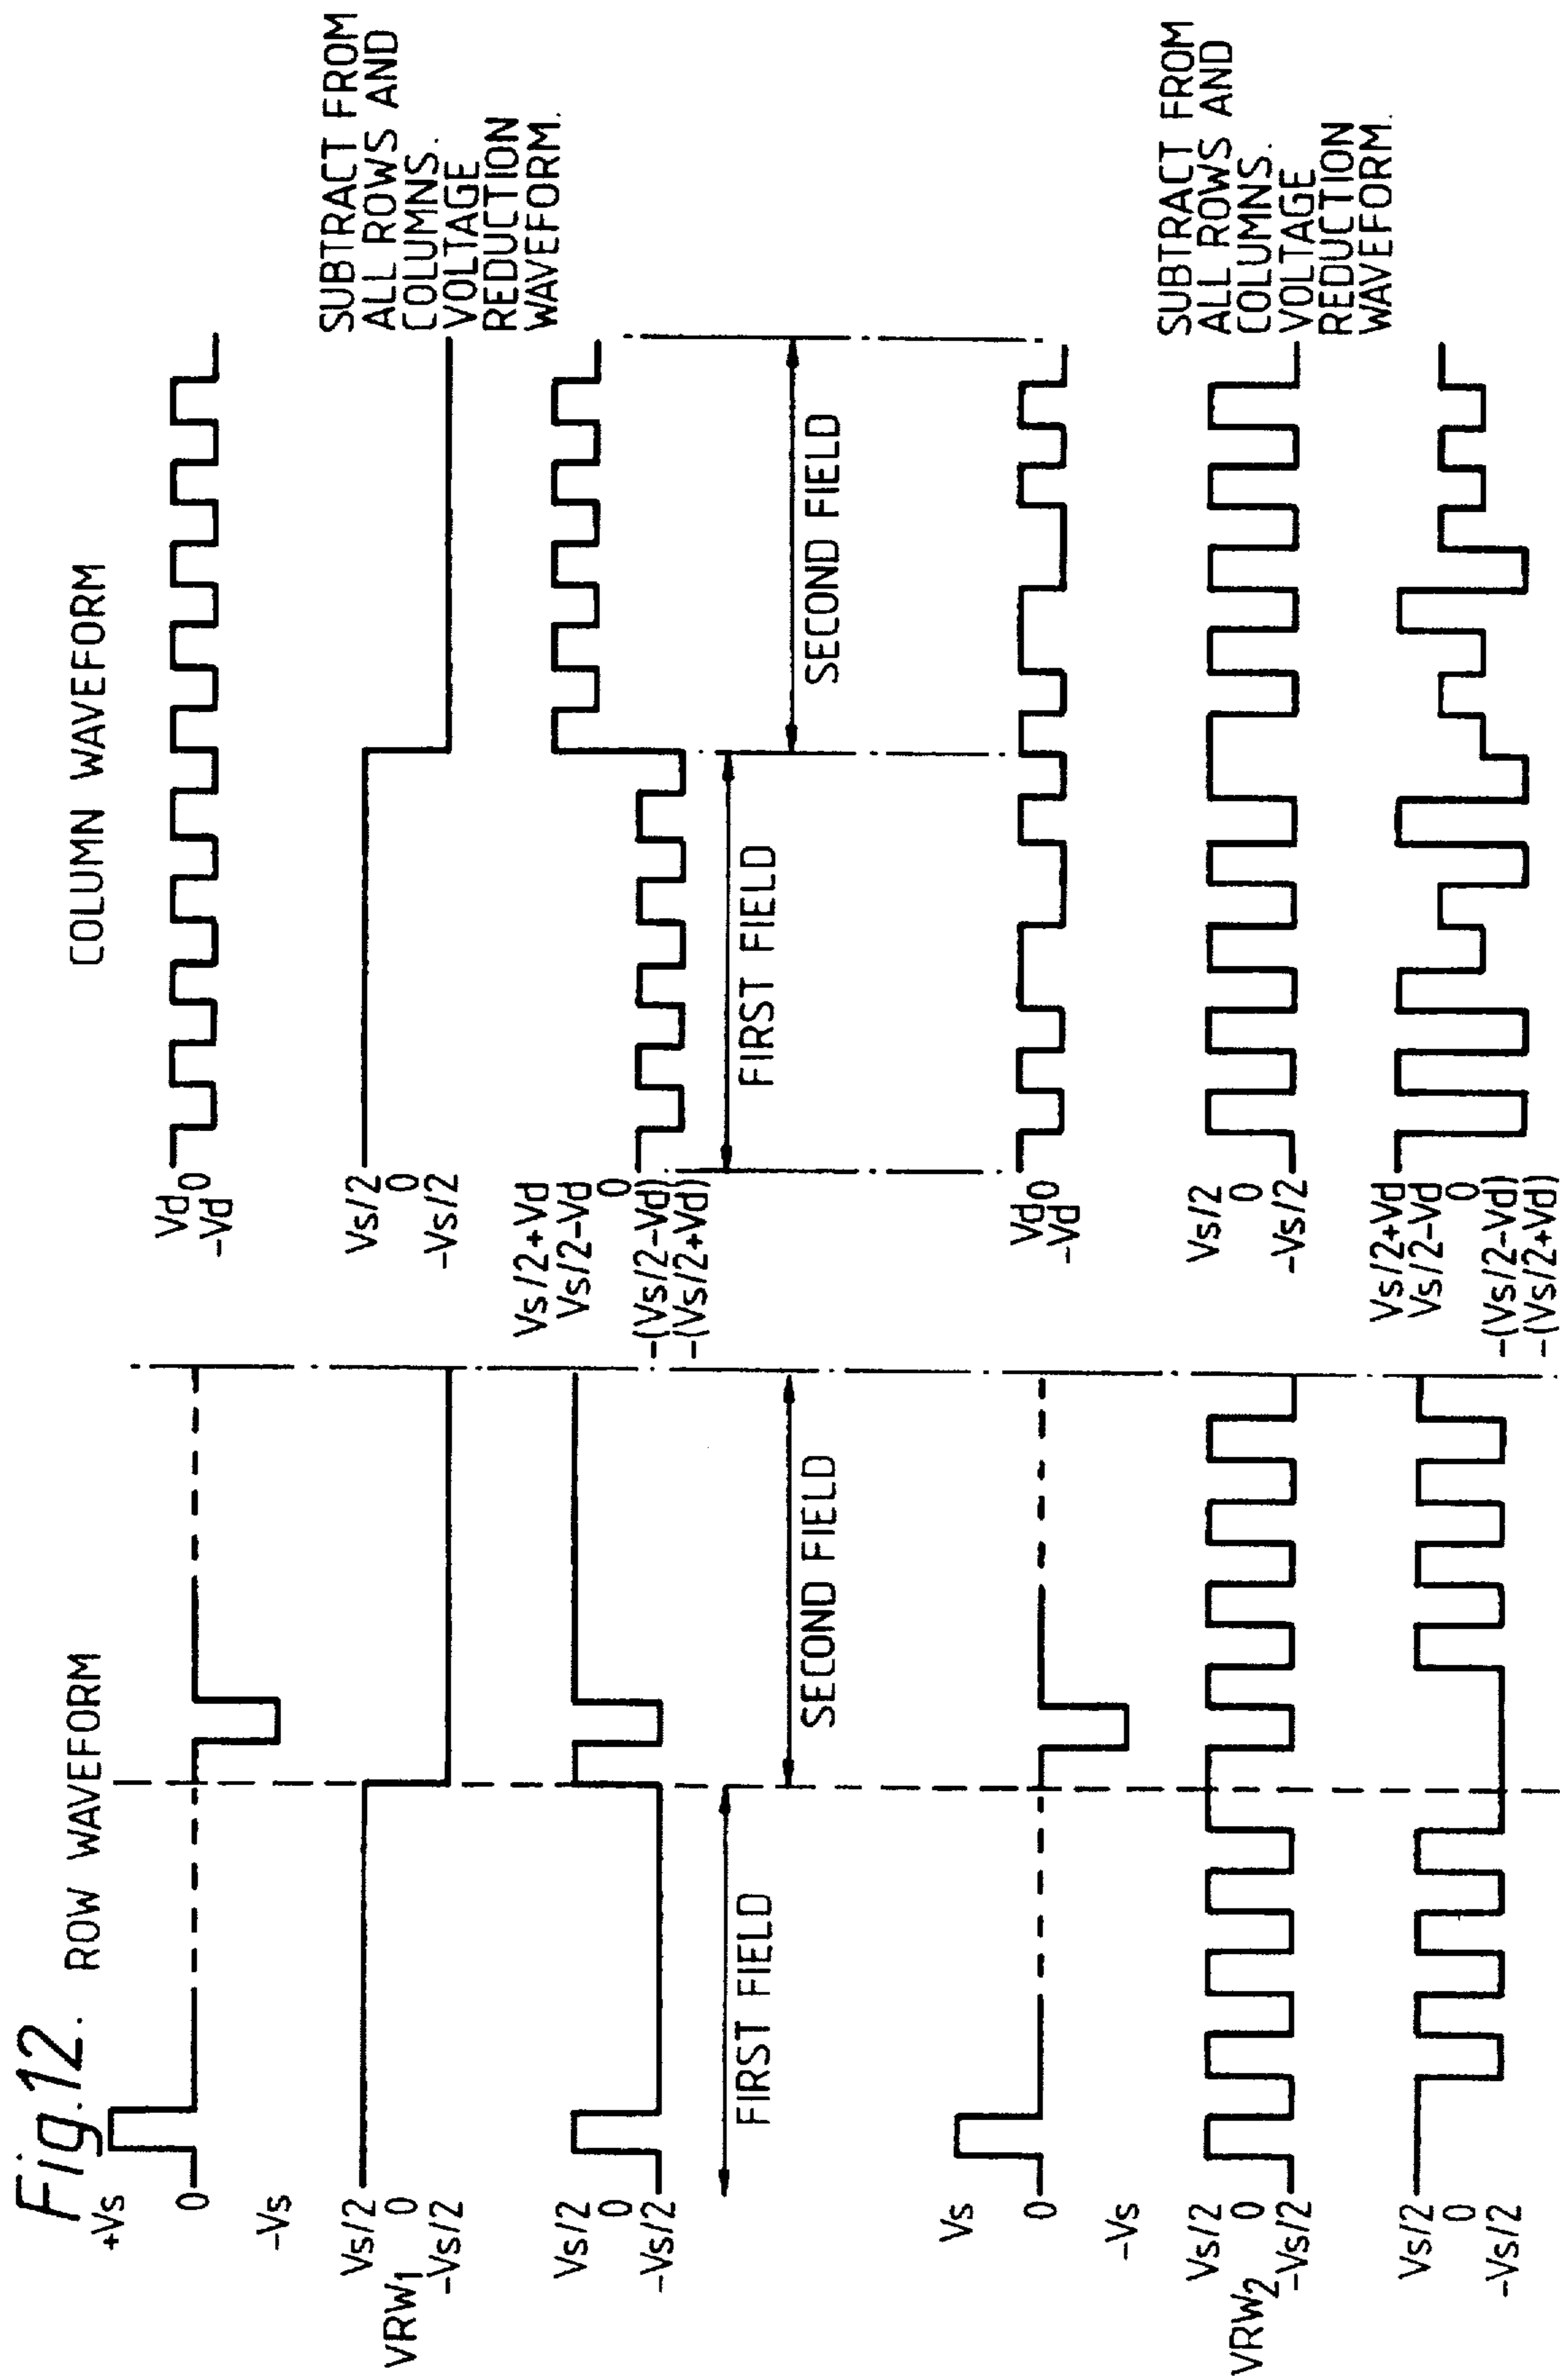 Fig.12.
ROW WAVEFORM
COLUMN WAVEFORM
+Vs
0
-Vs
Vd
0
-Vd
Vs/2
VRW1 0
-Vs/2
Vs/2
0
-Vs/2
SUBTRACT FROM
ALL ROWS AND
COLUMNS.
VOLTAGE
REDUCTION
WAVEFORM.
Vs/2
0
-Vs/2
Vs/2+Vd
Vs/2-Vd
0
-(Vs/2-Vd)
-(Vs/2+Vd)
FIRST FIELD
SECOND FIELD
FIRST FIELD
SECOND FIELD
Vs
0
-Vs
Vd
0
-Vd
Vs/2
VRW2 0
-Vs/2
Vs/2
0
-Vs/2
SUBTRACT FROM
ALL ROWS AND
COLUMNS.
VOLTAGE
REDUCTION
WAVEFORM.
Vs/2
0
-Vs/2
Vs/2+Vd
Vs/2-Vd
0
-(Vs/2-Vd)
-(Vs/2+Vd)